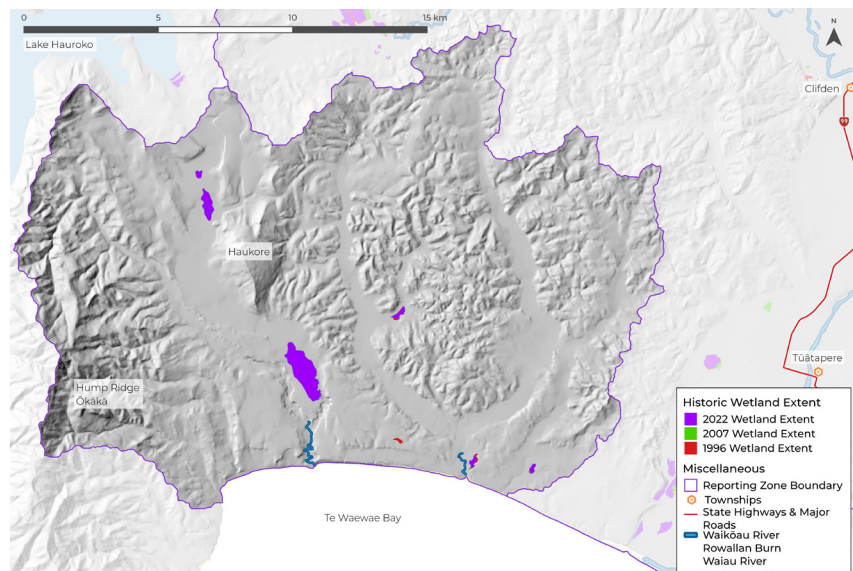 0 5 10 15 km
Lake Hauroko
N
Clifden
99
Haukore
Tūātapere
Hump Ridge
Ōkākā
Te Waewae Bay
Historic Wetland Extent
2022 Wetland Extent
2007 Wetland Extent
1996 Wetland Extent
Miscellaneous
Reporting Zone Boundary
Townships
State Highways & Major
Roads
Waikōau River
Rowallan Burn
Waiau River